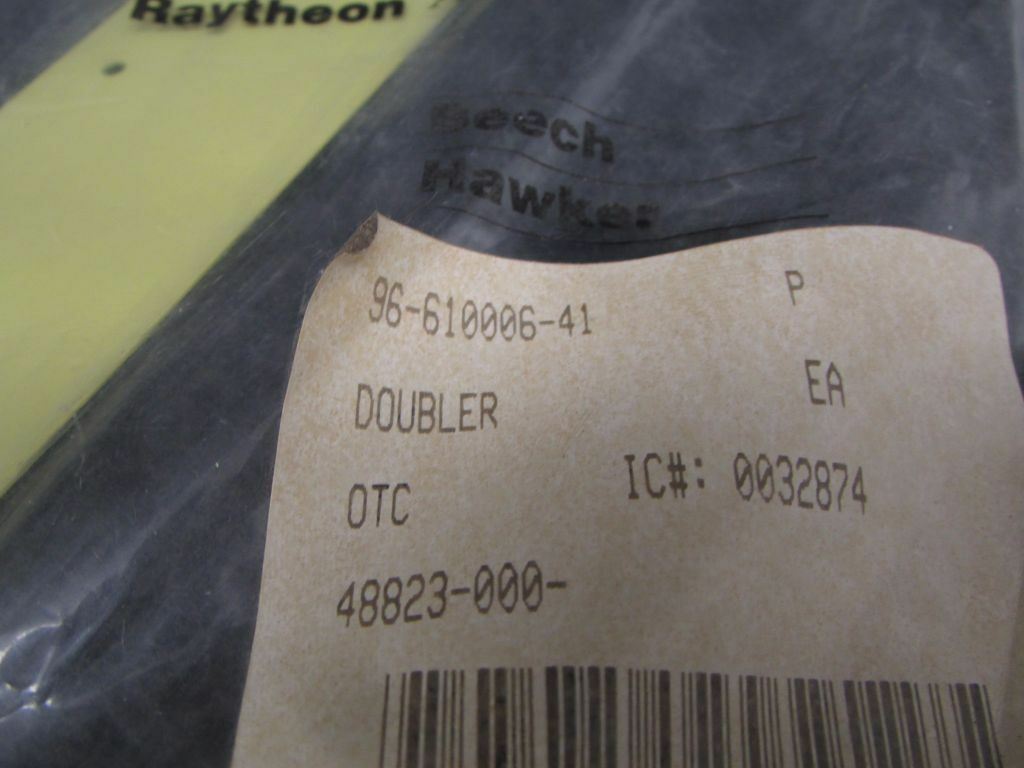 Raytheon
Beech
Hawker
96-610006-41 P
DOUBLER EA
OTC IC#: 0032874
48823-000-